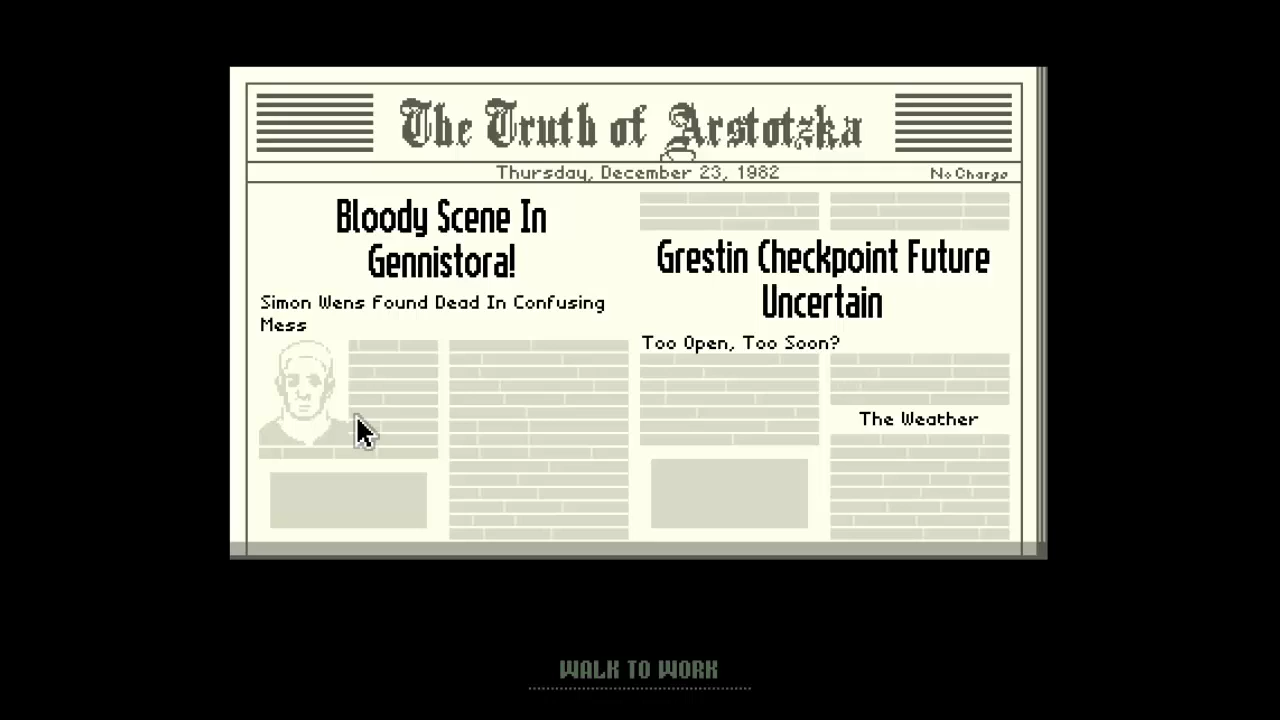 The Truth of Arstotzka
Thursday, December 23, 1982
No Charge
Bloody Scene In
Gennistora!
Simon Wens Found Dead In Confusing
Mess
Grestin Checkpoint Future
Uncertain
Too Open, Too Soon?
The Weather
WALK TO WORK